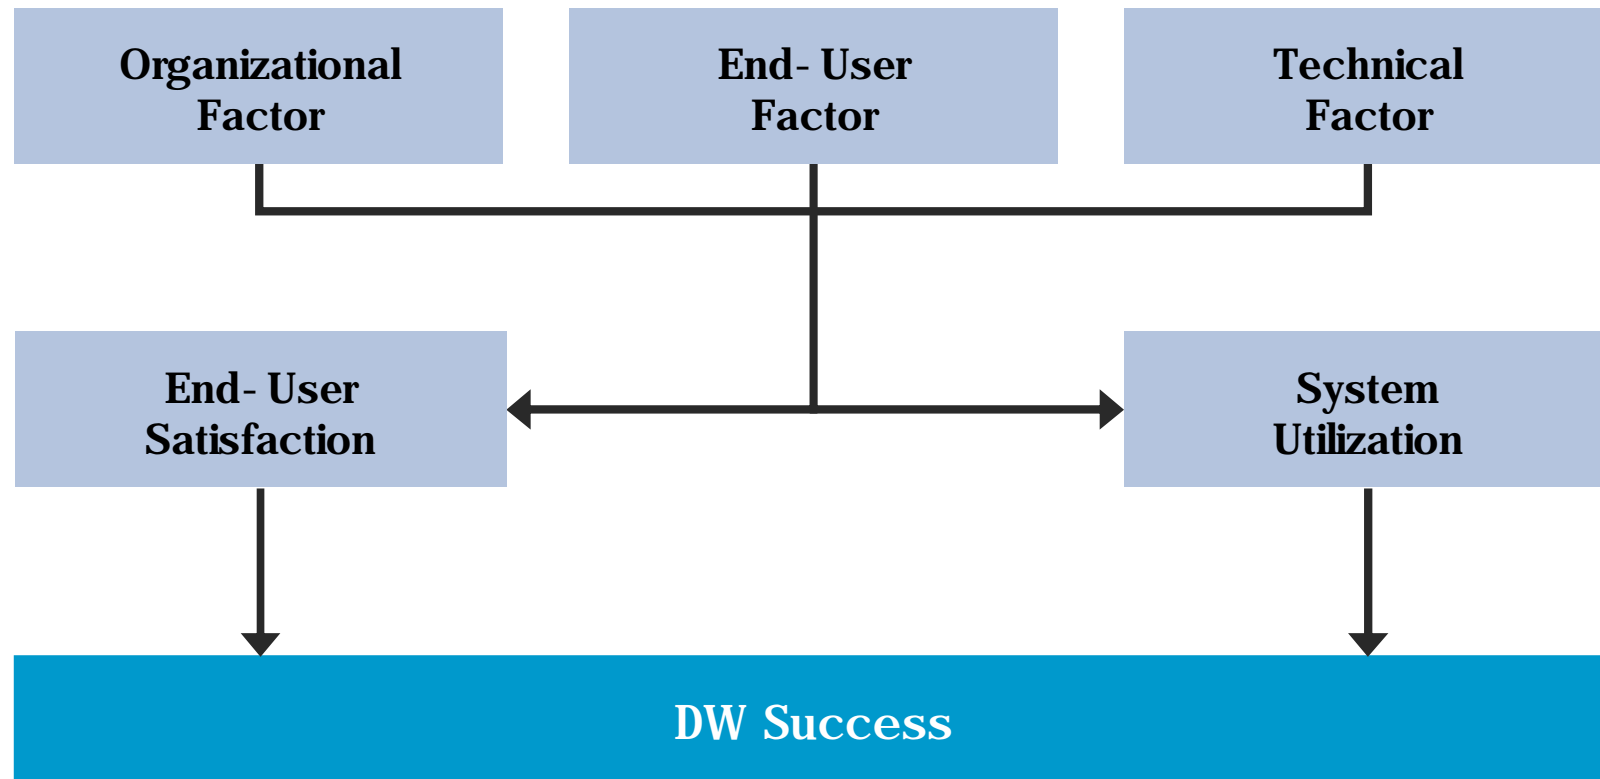 Organizational
Factor
End-User
Factor
Technical
Factor
End-User
Satisfaction
System
Utilization
DW Success